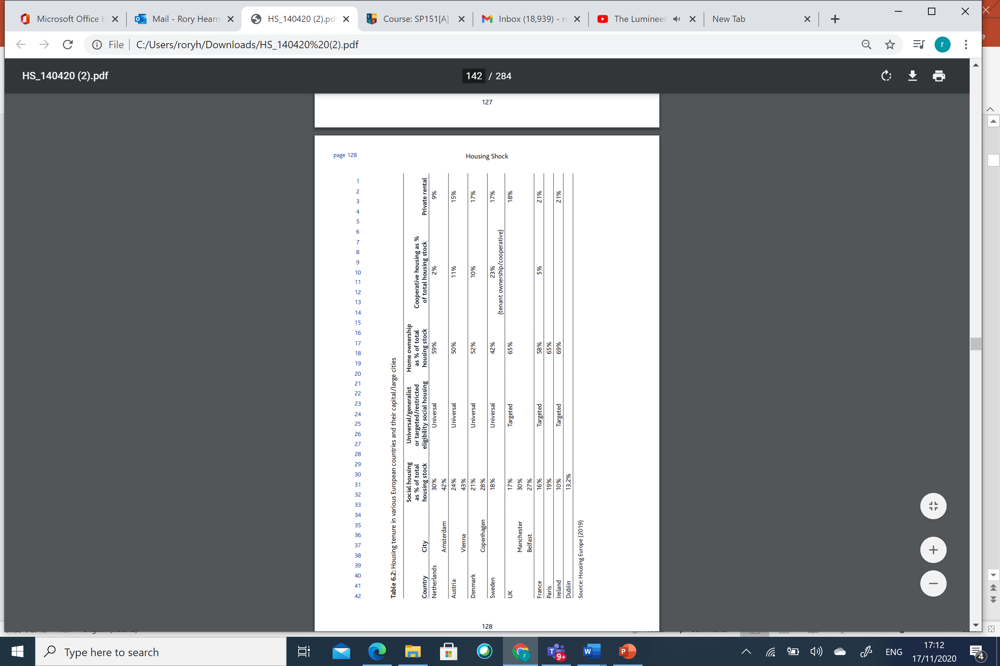 Microsoft Office H
Mail - Rory Hearn
HS_140420 (2).pd
Course: SP151[A]
Inbox (18,939) - ro
The Lumineer
New Tab
File
C:/Users/roryh/Downloads/HS_140420%20(2).pdf
r
HS_140420 (2).pdf
142 / 284
127
page 128
Housing Shock
1
2
3
4
5
6
7
8
9
10
11
12
13
14
15
16
17
18
19
20
21
22
23
24
25
26
27
28
29
30
31
32
33
34
35
36
37
38
39
40
41
42
Table 6.2: Housing tenure in various European countries and their capital/large cities
Country City Social housing as % of total housing stock Universal/generalist or targeted/restricted eligibility social housing Home ownership as % of total housing stock Cooperative housing as % of total housing stock Private rental
Netherlands 30% Universal 59% 2% 9%
Amsterdam 42%
Austria 24% Universal 50% 11% 15%
Vienna 43%
Denmark 21% Universal 52% 10% 17%
Copenhagen 28%
Sweden 18% Universal 42% 23% 17%
(tenant ownership/cooperative)
UK 17% Targeted 65% 18%
Manchester 30%
Belfast 27%
France 16% Targeted 58% 5% 21%
Paris 19% 65%
Ireland 10% Targeted 69% 21%
Dublin 13.2%
Source: Housing Europe (2019)
128
Type here to search
9+
ENG
17:12
17/11/2020
4